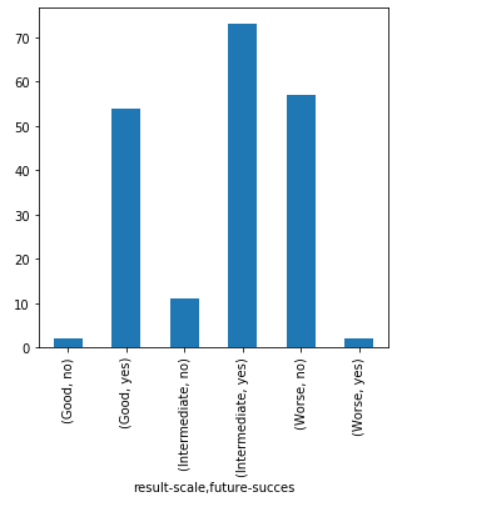 70
60
50
40
30
20
10
0
(Good, no)
(Good, yes)
(Intermediate, no)
(Intermediate, yes)
(Worse, no)
(Worse, yes)
result-scale,future-succes